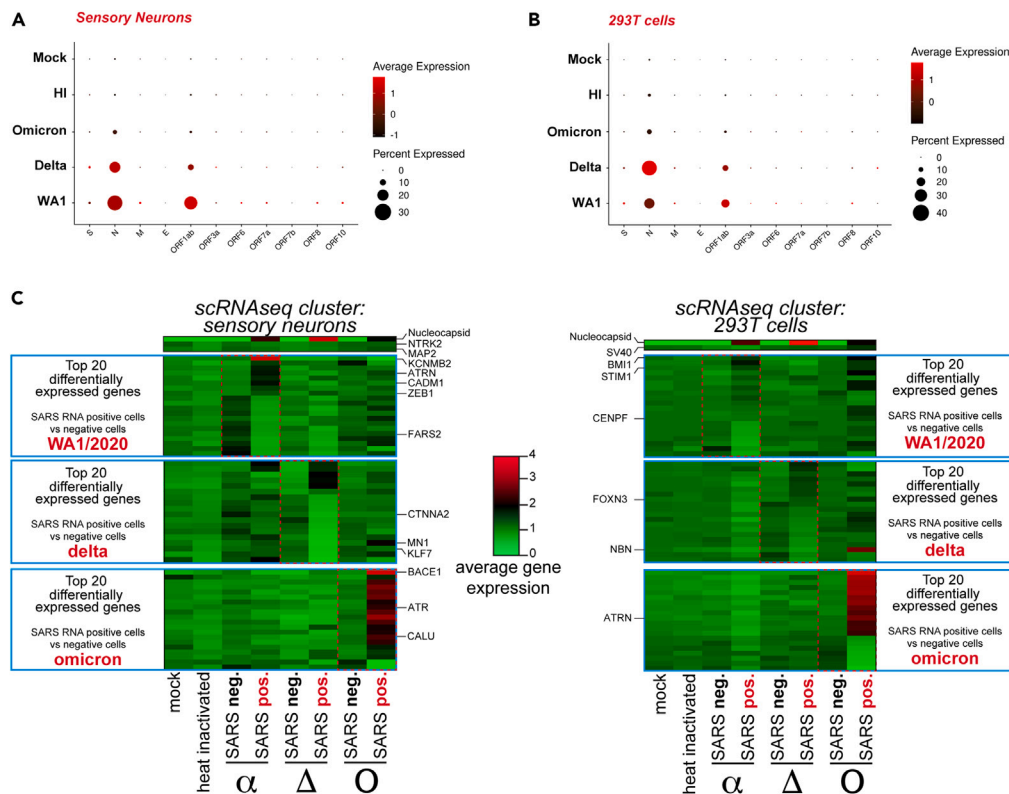 A
Sensory Neurons
Mock
HI
Omicron
Delta
WA1
S
N
M
E
ORF1ab
ORF3a
ORF6
ORF7a
ORF7b
ORF8
ORF10
Average Expression
1
0
-1
Percent Expressed
0
10
20
30
B
293T cells
Mock
HI
Omicron
Delta
WA1
S
N
M
E
ORF1ab
ORF3a
ORF6
ORF7a
ORF7b
ORF8
ORF10
Average Expression
1
0
Percent Expressed
0
10
20
30
40
C
scRNAseq cluster:
sensory neurons
Nucleocapsid
NTRK2
MAP2
KCNMB2
ATRN
CADM1
ZEB1
FARS2
CTNNA2
MN1
KLF7
BACE1
ATR
CALU
Top 20
differentially
expressed genes
SARS RNA positive cells
vs negative cells
WA1/2020
Top 20
differentially
expressed genes
SARS RNA positive cells
vs negative cells
delta
Top 20
differentially
expressed genes
SARS RNA positive cells
vs negative cells
omicron
mock
heat inactivated
SARS neg.
SARS pos.
SARS neg.
SARS pos.
SARS neg.
SARS pos.
α
Δ
O
4
3
2
1
0
average gene
expression
scRNAseq cluster:
293T cells
Nucleocapsid
SV40
BMI1
STIM1
CENPF
FOXN3
NBN
ATRN
Top 20
differentially
expressed genes
SARS RNA positive cells
vs negative cells
WA1/2020
Top 20
differentially
expressed genes
SARS RNA positive cells
vs negative cells
delta
Top 20
differentially
expressed genes
SARS RNA positive cells
vs negative cells
omicron
mock
heat inactivated
SARS neg.
SARS pos.
SARS neg.
SARS pos.
SARS neg.
SARS pos.
α
Δ
O